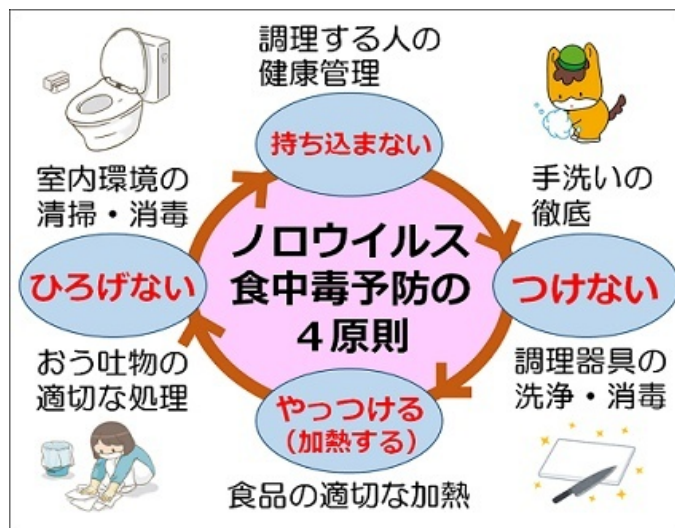 調理する人の
健康管理
持ち込まない
室内環境の
清掃・消毒
手洗いの
徹底
ノロウイルス
食中毒予防の
４原則
ひろげない
つけない
おう吐物の
適切な処理
調理器具の
洗浄・消毒
やっつける
（加熱する）
食品の適切な加熱